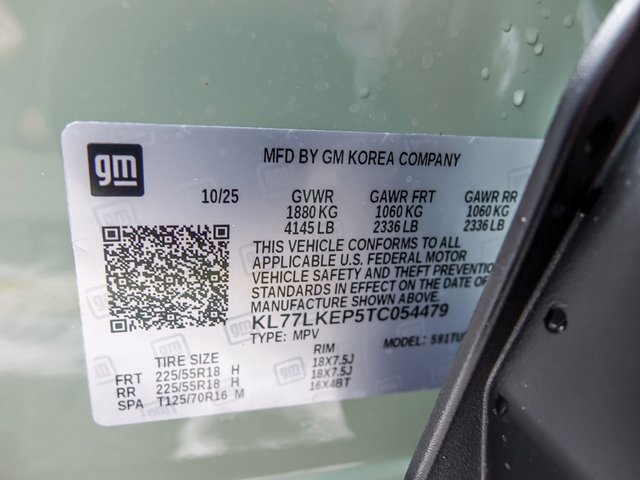 gm
MFD BY GM KOREA COMPANY
10/25 GVWR GAWR FRT GAWR RR
1880 KG 1060 KG 1060 KG
4145 LB 2336 LB 2336 LB
THIS VEHICLE CONFORMS TO ALL
APPLICABLE U.S. FEDERAL MOTOR
VEHICLE SAFETY AND THEFT PREVENTIO
STANDARDS IN EFFECT ON THE DATE OF
MANUFACTURE SHOWN ABOVE.
KL77LKEP5TC054479
TYPE: MPV MODEL: 591TU
TIRE SIZE RIM
FRT 225/55R18 H 18X7.5J
RR 225/55R18 H 18X7.5J
SPA T125/70R16 M 16X4BT